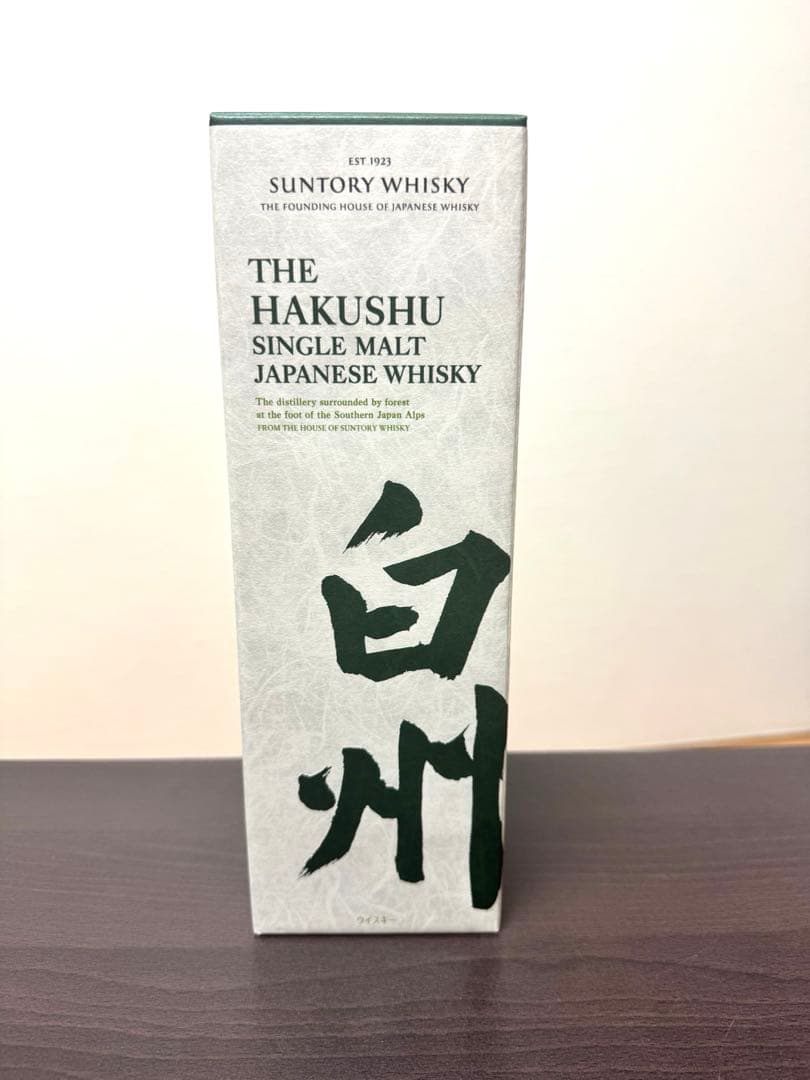 EST 1923
SUNTORY WHISKY
THE FOUNDING HOUSE OF JAPANESE WHISKY
THE
HAKUSHU
SINGLE MALT
JAPANESE WHISKY
The distillery surrounded by forest
at the foot of the Southern Japan Alps
FROM THE HOUSE OF SUNTORY WHISKY
白
州
ウイスキー